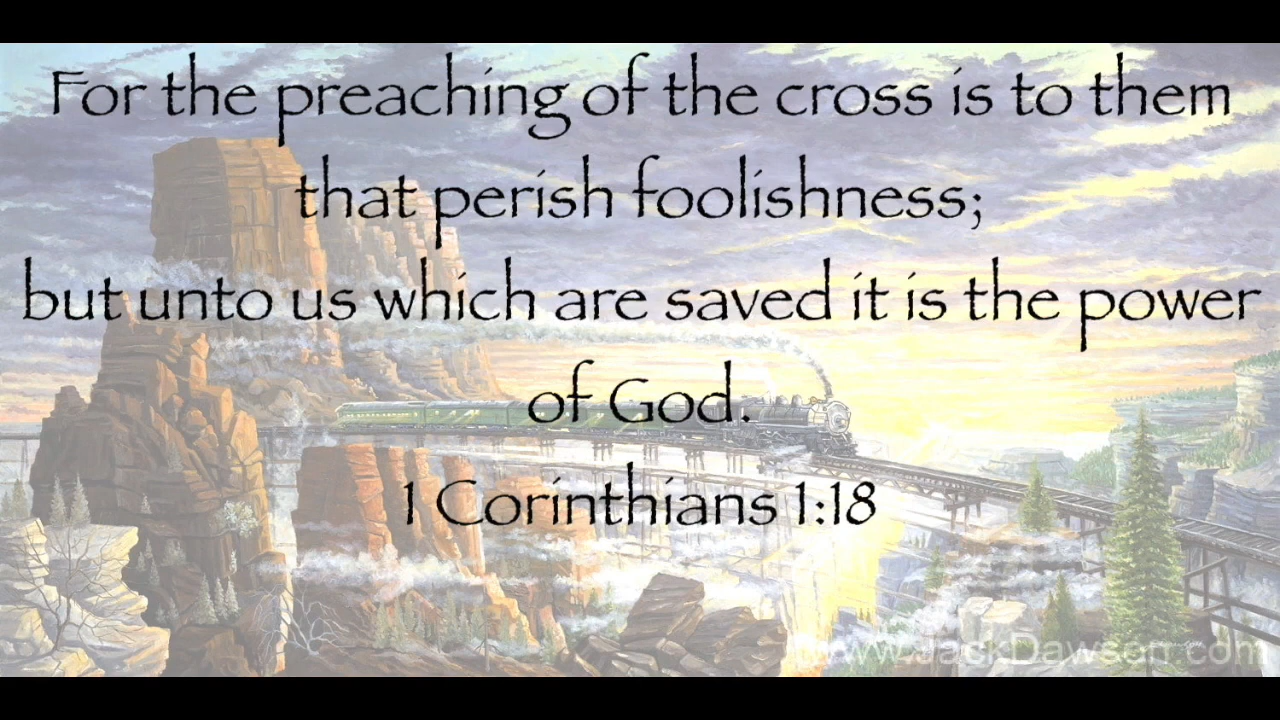 For the preaching of the cross is to them
that perish foolishness;
but unto us which are saved it is the power
of God.
1 Corinthians 1:18
www.JackDawson.com